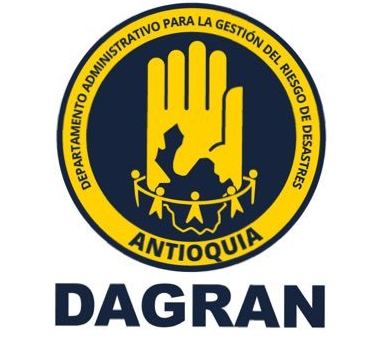 DEPARTAMENTO ADMINISTRATIVO PARA LA GESTIÓN DEL RIESGO DE DESASTRES
ANTIOQUIA
DAGRAN